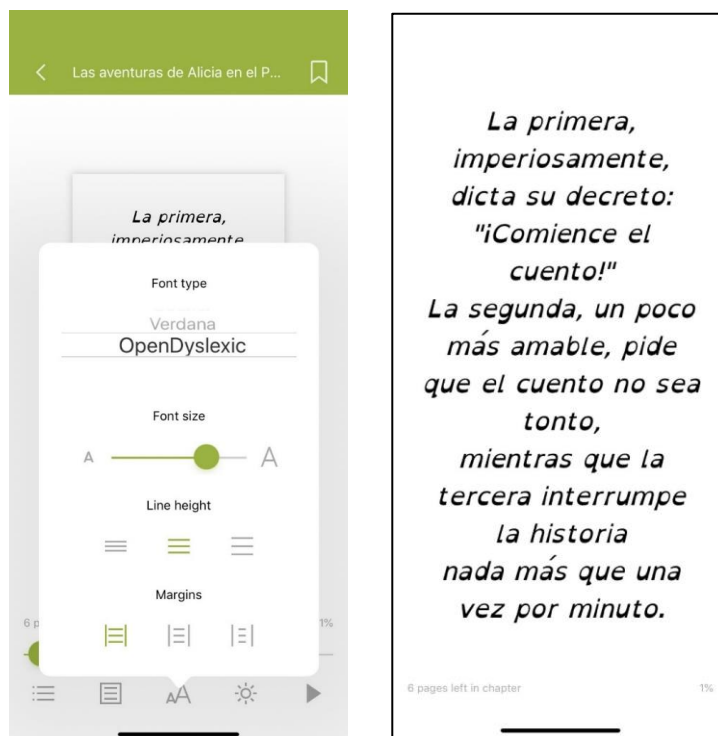 Las aventuras de Alicia en el P...
La primera,
imperiosamente
Font type
Verdana
OpenDyslexic
Font size
A A
Line height
Margins
6 p 1%
AA
La primera,
imperiosamente,
dicta su decreto:
"¡Comience el
cuento!"
La segunda, un poco
más amable, pide
que el cuento no sea
tonto,
mientras que la
tercera interrumpe
la historia
nada más que una
vez por minuto.
6 pages left in chapter 1%